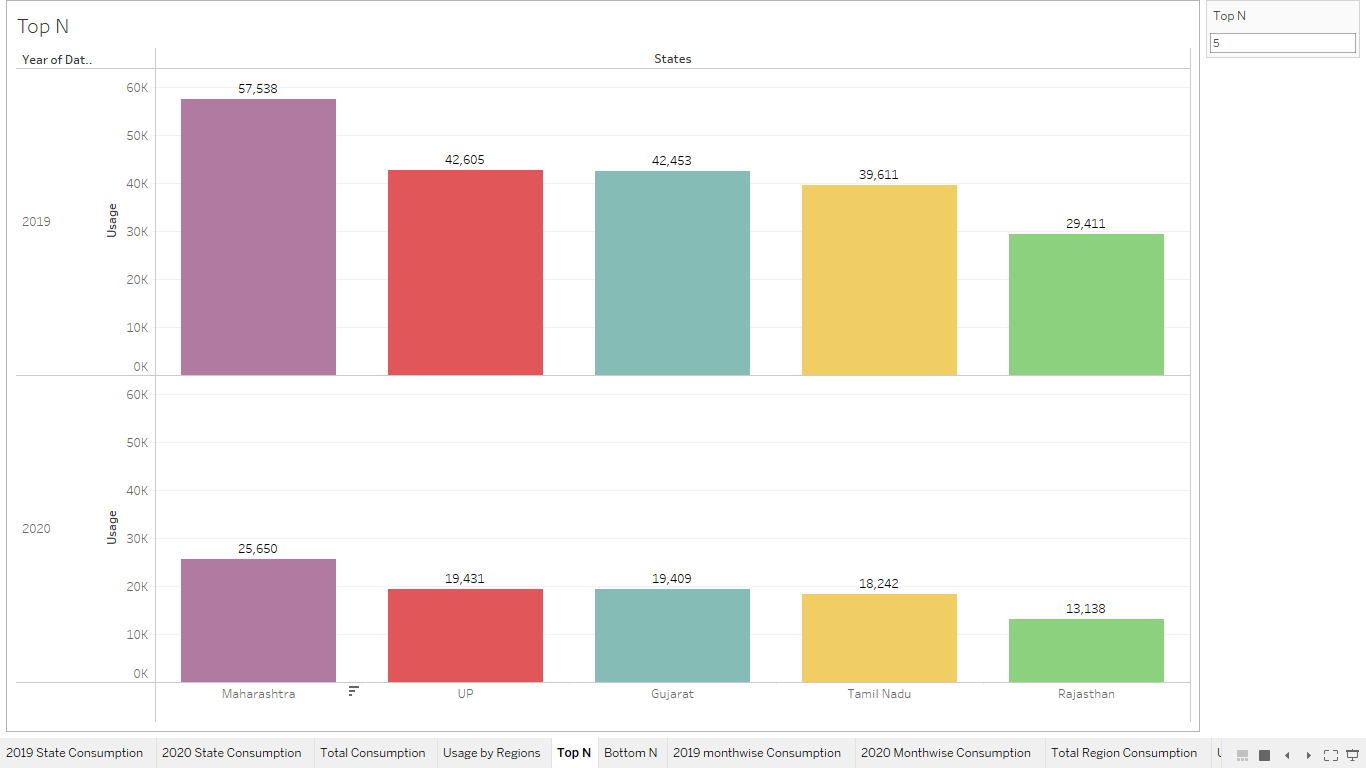 Top N
Top N
5
Year of Dat..
States
60K
50K
40K
30K
20K
10K
0K
Usage
2019
57,538
42,605
42,453
39,611
29,411
60K
50K
40K
30K
20K
10K
0K
Usage
2020
25,650
19,431
19,409
18,242
13,138
Maharashtra
UP
Gujarat
Tamil Nadu
Rajasthan
2019 State Consumption
2020 State Consumption
Total Consumption
Usage by Regions
Top N
Bottom N
2019 monthwise Consumption
2020 Monthwise Consumption
Total Region Consumption